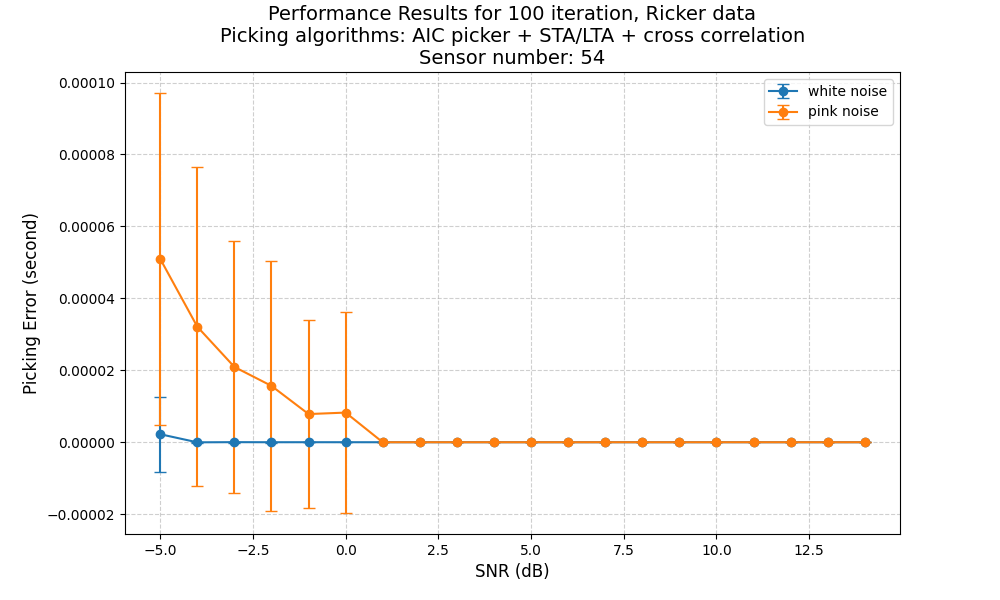 Performance Results for 100 iteration, Ricker data
Picking algorithms: AIC picker + STA/LTA + cross correlation
Sensor number: 54
white noise
pink noise
Picking Error (second)
0.00010
0.00008
0.00006
0.00004
0.00002
0.00000
−0.00002
−5.0 −2.5 0.0 2.5 5.0 7.5 10.0 12.5
SNR (dB)